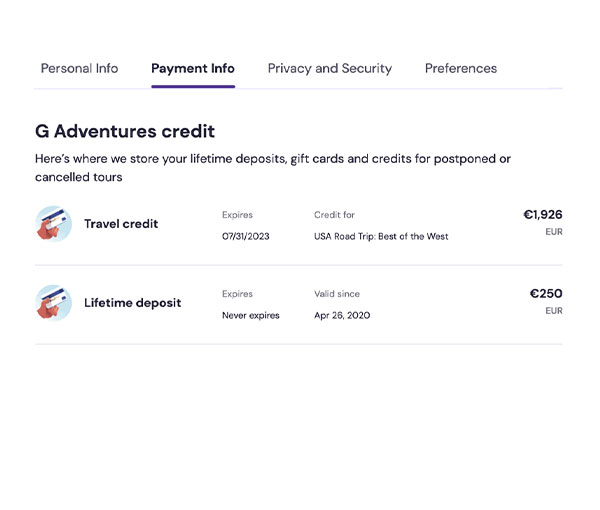 Personal Info Payment Info Privacy and Security Preferences
G Adventures credit
Here’s where we store your lifetime deposits, gift cards and credits for postponed or
cancelled tours
Expires Credit for €1,926
Travel credit
07/31/2023 USA Road Trip: Best of the West EUR
Expires Valid since €250
Lifetime deposit
Never expires Apr 26, 2020 EUR